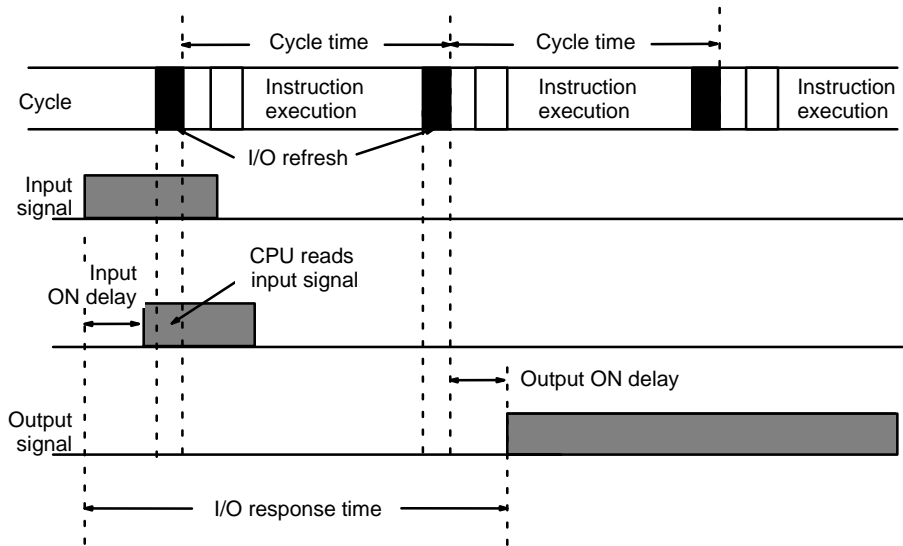 Cycle time
Cycle time
Cycle
Instruction
execution
Instruction
execution
Instruction
execution
I/O refresh
Input
signal
Input
ON delay
CPU reads
input signal
Output ON delay
Output
signal
I/O response time